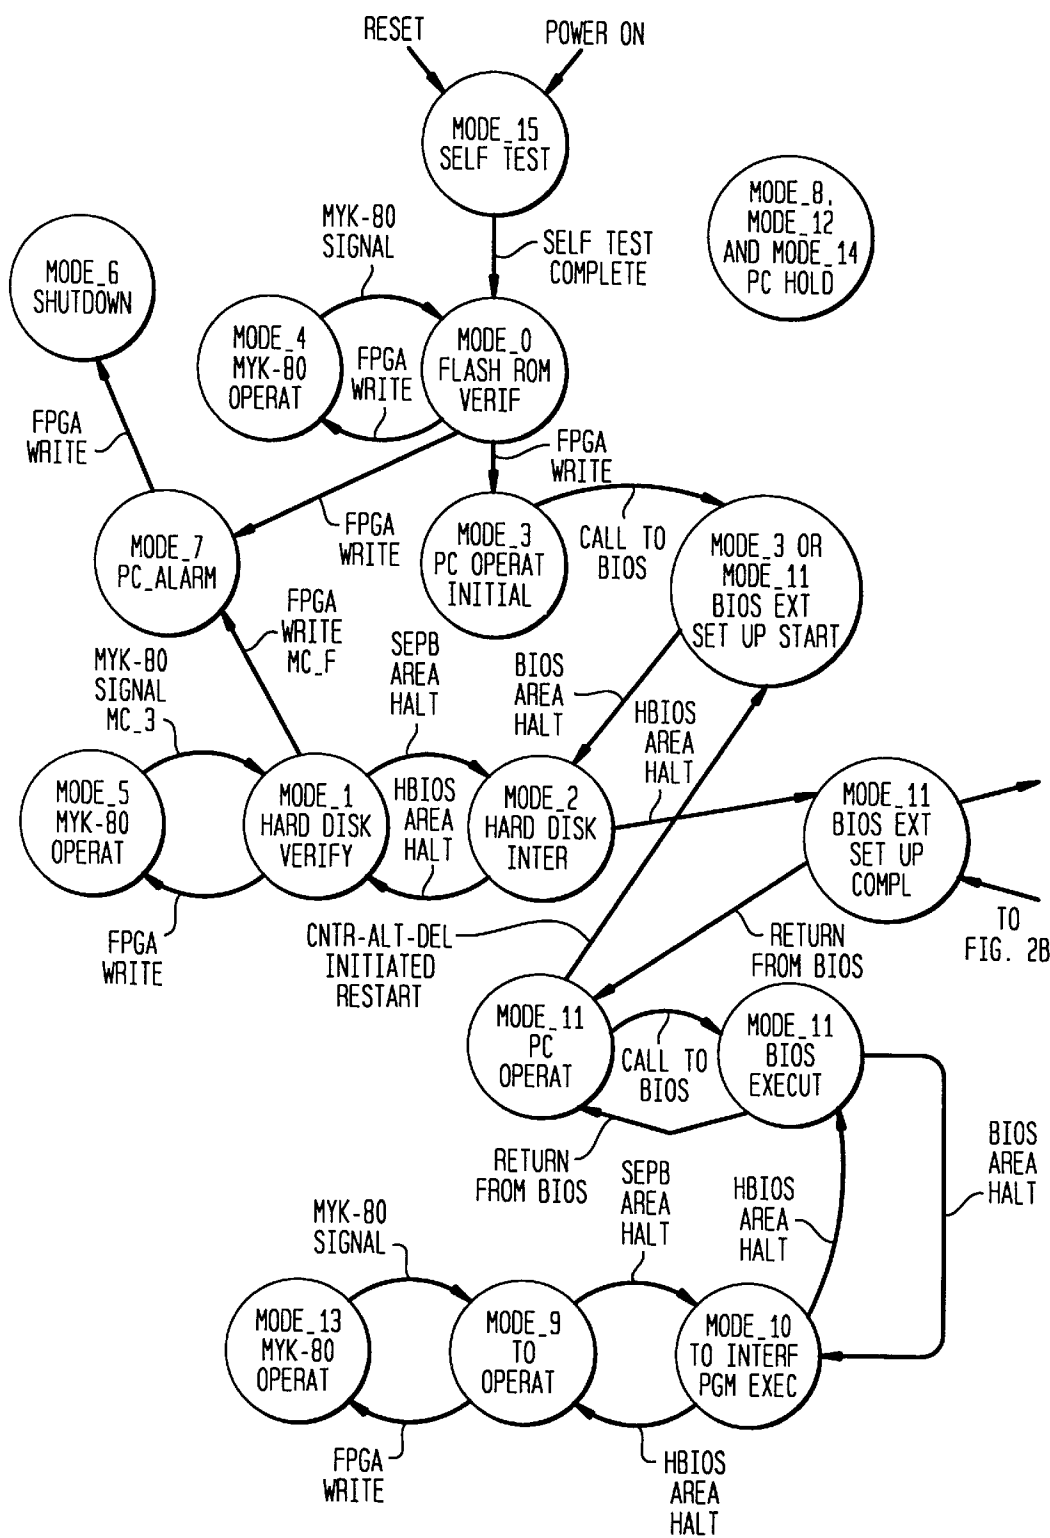 RESET
POWER ON
MODE_15
SELF TEST
MODE_8,
MODE_12
AND MODE_14
PC HOLD
MYK-80
SIGNAL
SELF TEST
COMPLETE
MODE_6
SHUTDOWN
MODE_4
MYK-80
OPERAT
FPGA
WRITE
MODE_0
FLASH ROM
VERIF
FPGA
WRITE
FPGA
WRITE
FPGA
WRITE
MODE_7
PC_ALARM
MODE_3
PC OPERAT
INITIAL
CALL TO
BIOS
MODE_3 OR
MODE_11
BIOS EXT
SET UP START
FPGA
WRITE
MC_F
MYK-80
SIGNAL
MC_3
SEPB
AREA
HALT
BIOS
AREA
HALT
HBIOS
AREA
HALT
MODE_5
MYK-80
OPERAT
MODE_1
HARD DISK
VERIFY
HBIOS
AREA
HALT
MODE_2
HARD DISK
INTER
MODE_11
BIOS EXT
SET UP
COMPL
FPGA
WRITE
CNTR-ALT-DEL
INITIATED
RESTART
RETURN
FROM BIOS
TO
FIG. 2B
MODE_11
PC
OPERAT
CALL TO
BIOS
MODE_11
BIOS
EXECUT
RETURN
FROM BIOS
BIOS
AREA
HALT
MYK-80
SIGNAL
SEPB
AREA
HALT
HBIOS
AREA
HALT
MODE_13
MYK-80
OPERAT
MODE_9
TO
OPERAT
MODE_10
TO INTERF
PGM EXEC
FPGA
WRITE
HBIOS
AREA
HALT